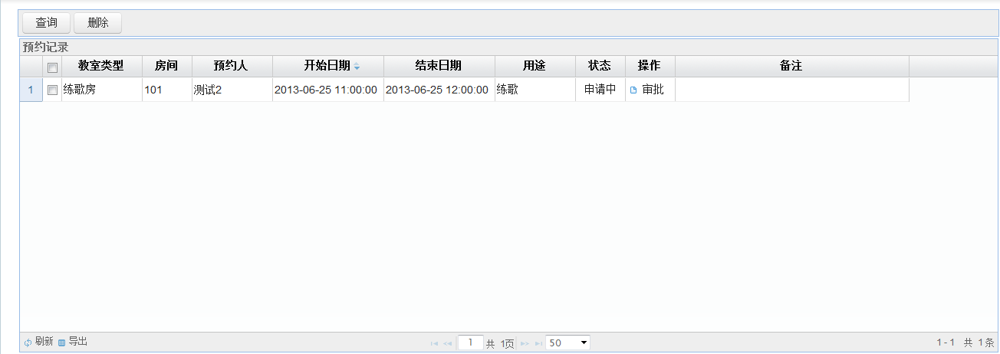 查询 删除
预约记录
教室类型 房间 预约人 开始日期 结束日期 用途 状态 操作 备注
1 练歌房 101 测试2 2013-06-25 11:00:00 2013-06-25 12:00:00 练歌 申请中 审批
刷新 导出 1 共 1页 50 1 - 1 共 1 条